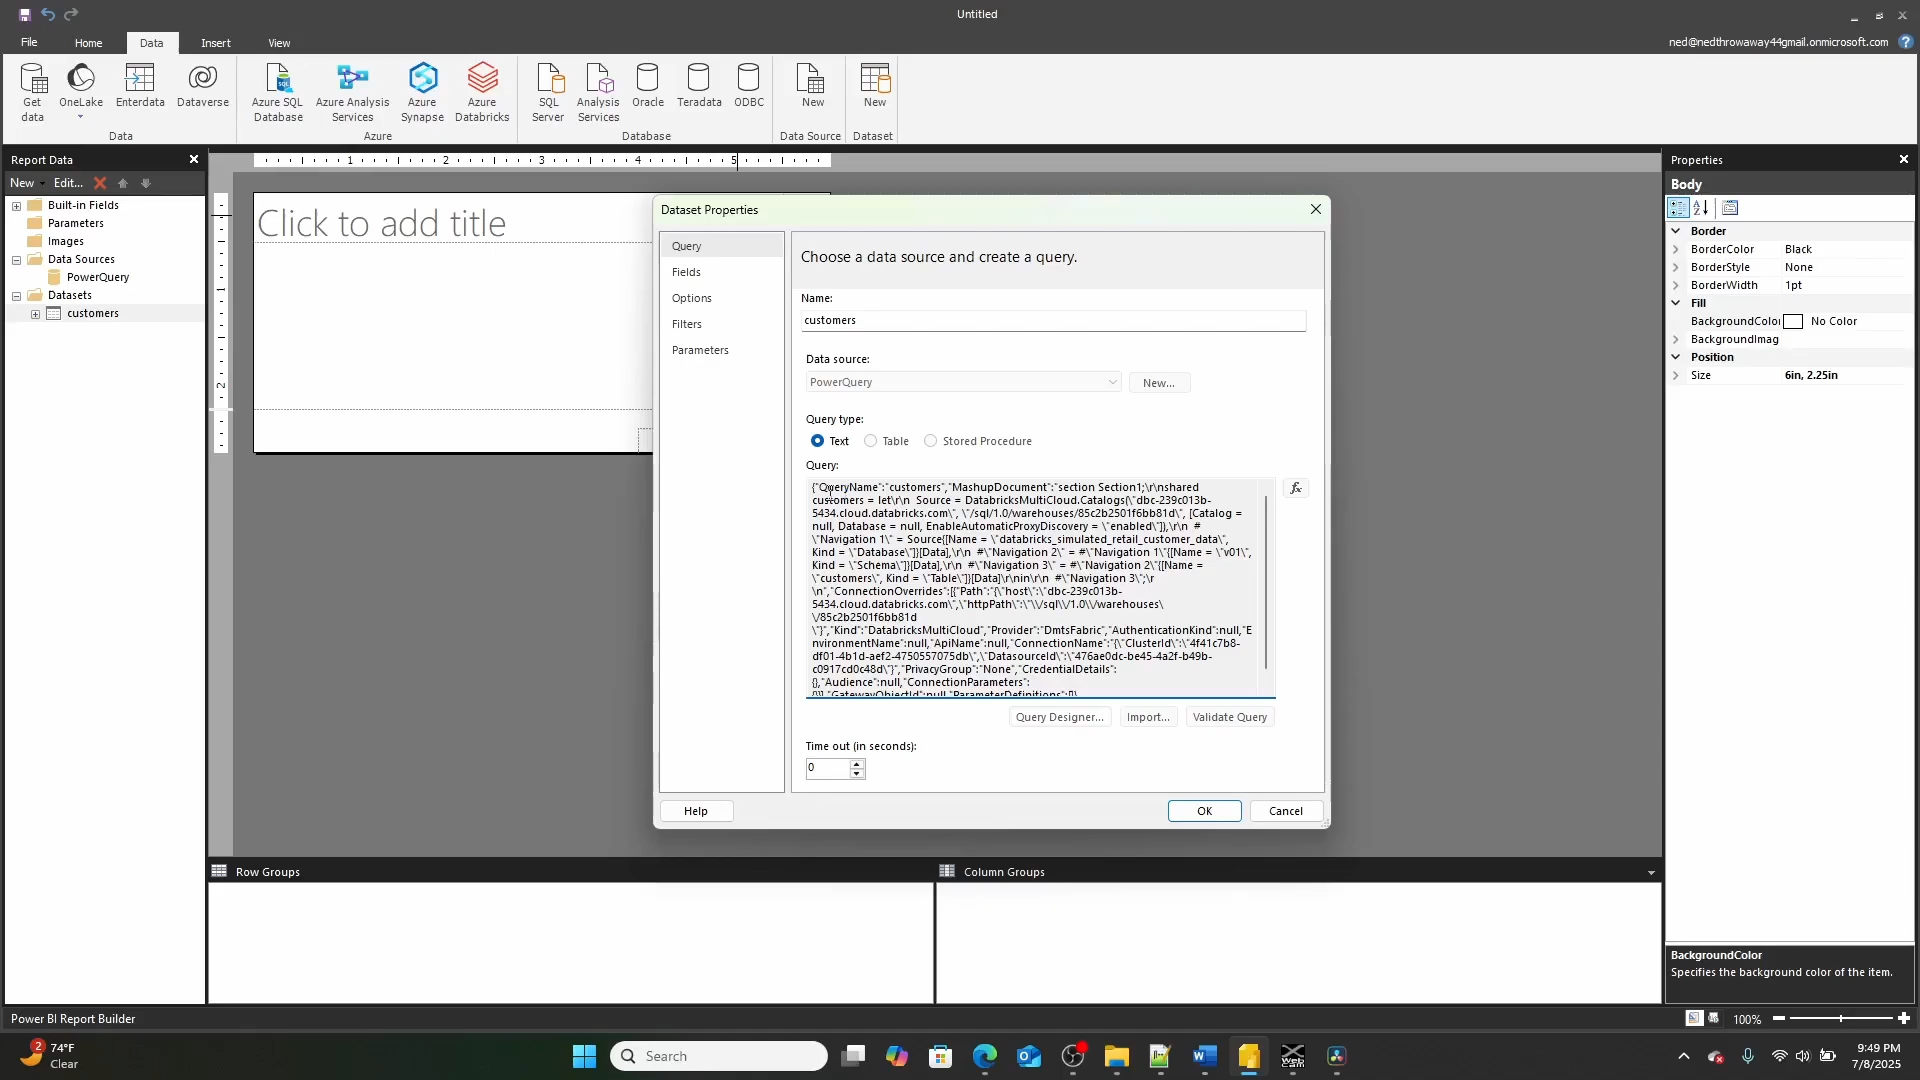 Untitled
File
Home
Data
Insert
View
ned@nedthrowaway44gmail.onmicrosoft.com
Get data
OneLake
Enterdata
Dataverse
Azure SQL Database
Azure Analysis Services
Azure Synapse
Azure Databricks
SQL Server
Analysis Services
Oracle
Teradata
ODBC
New
New
Data
Azure
Database
Data Source
Dataset
Report Data
New
Edit...
Built-in Fields
Parameters
Images
Data Sources
PowerQuery
Datasets
customers
1 2 3 4 5
1
2
Click to add title
Dataset Properties
Query
Fields
Options
Filters
Parameters
Choose a data source and create a query.
Name:
customers
Data source:
PowerQuery
New...
Query type:
Text
Table
Stored Procedure
Query:
{"QueryName":"customers","MashupDocument":"section Section1;\r\nshared
customers = let\r\n  Source = DatabricksMultiCloud.Catalogs(\"dbc-239c013b-
5434.cloud.databricks.com\", \"/sql/1.0/warehouses/85c2b2501f6bb81d\", [Catalog =
null, Database = null, EnableAutomaticProxyDiscovery = \"enabled\"]),\r\n  #
\"Navigation 1\" = Source{[Name = \"databricks_simulated_retail_customer_data\",
Kind = \"Database\"]}[Data],\r\n  #\"Navigation 2\" = #\"Navigation 1\"{[Name = \"v01\",
Kind = \"Schema\"]}[Data],\r\n  #\"Navigation 3\" = #\"Navigation 2\"{[Name =
\"customers\", Kind = \"Table\"]}[Data]\r\nin\r\n  #\"Navigation 3\";\r
\n","ConnectionOverrides":[{"Path":"{\"host\":\"dbc-239c013b-
5434.cloud.databricks.com\",\"httpPath\":\"\\/sql\\/1.0\\/warehouses\
\/85c2b2501f6bb81d
\"}","Kind":"DatabricksMultiCloud","Provider":"DmtsFabric","AuthenticationKind":null,"E
nvironmentName":null,"ApiName":null,"ConnectionName":"{\"ClusterId\":\"4f41c7b8-
df01-4b1d-aef2-4750557075db\",\"DatasourceId\":\"476ae0dc-be45-4a2f-b49b-
c0917cd0c48d\"}","PrivacyGroup":"None","CredentialDetails":
{},"Audience":null,"ConnectionParameters":
{}}],"GatewayObjectId":null,"ParameterDefinitions":[]}
fx
Query Designer...
Import...
Validate Query
Time out (in seconds):
0
Help
OK
Cancel
Properties
Body
Border
BorderColor Black
BorderStyle None
BorderWidth 1pt
Fill
BackgroundColor No Color
BackgroundImag
Position
Size 6in, 2.25in
BackgroundColor
Specifies the background color of the item.
Row Groups
Column Groups
Power BI Report Builder
100%
2
74°F
Clear
Search
9:49 PM
7/8/2025